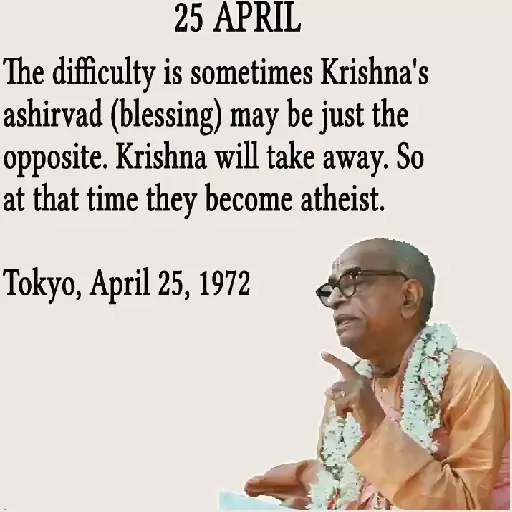 25 APRIL
The difficulty is sometimes Krishna's
ashirvad (blessing) may be just the
opposite. Krishna will take away. So
at that time they become atheist.
Tokyo, April 25, 1972